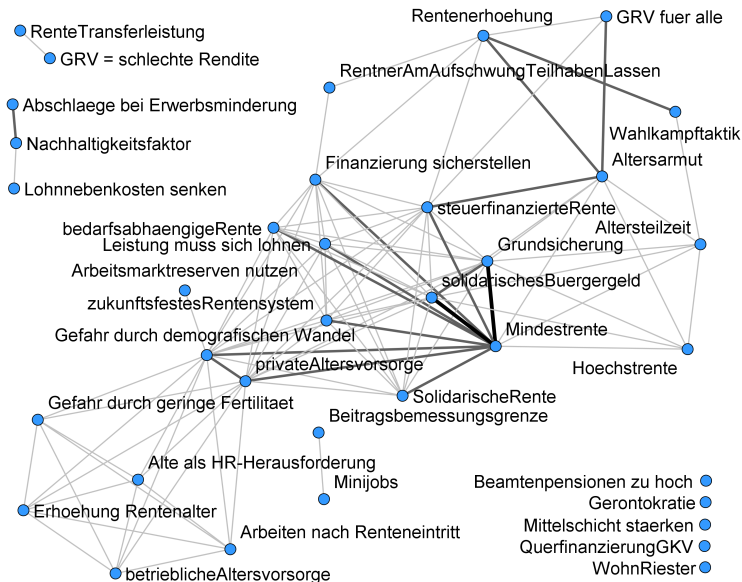 Rentenerhoehung
GRV fuer alle
RenteTransferleistung
GRV = schlechte Rendite
RentnerAmAufschwungTeilhabenLassen
Abschlaege bei Erwerbsminderung
Wahlkampftaktik
Nachhaltigkeitsfaktor
Finanzierung sicherstellen
Altersarmut
Lohnnebenkosten senken
steuerfinanzierteRente
bedarfsabhaengigeRente
Altersteilzeit
Leistung muss sich lohnen
Grundsicherung
Arbeitsmarktreserven nutzen
solidarischesBuergergeld
zukunftsfestesRentensystem
Mindestrente
Gefahr durch demografischen Wandel
privateAltersvorsorge
Hoechstrente
SolidarischeRente
Gefahr durch geringe Fertilitaet
Beitragsbemessungsgrenze
Alte als HR-Herausforderung
Minijobs
Beamtenpensionen zu hoch
Gerontokratie
Erhoehung Rentenalter
Mittelschicht staerken
Arbeiten nach Renteneintritt
QuerfinanzierungGKV
WohnRiester
betrieblicheAltersvorsorge